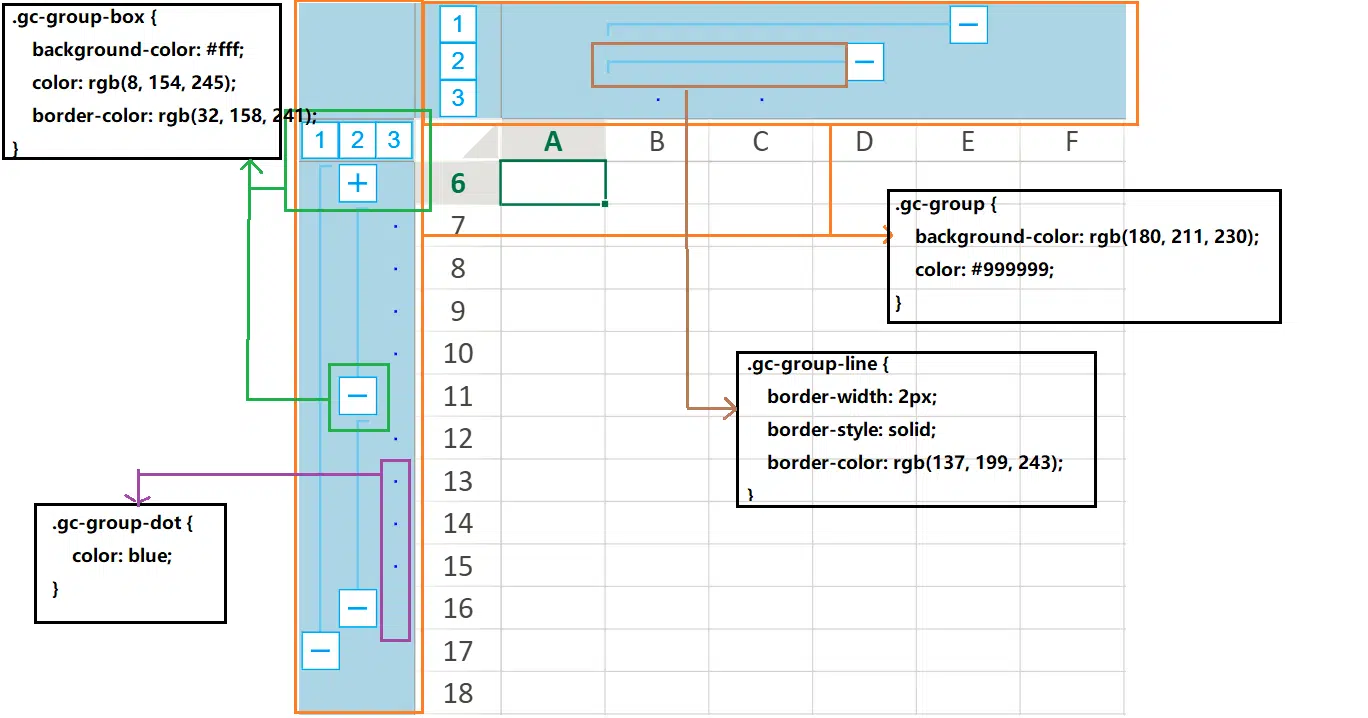 .gc-group-box {
background-color: #fff;
color: rgb(8, 154, 245);
border-color: rgb(32, 158, 241);
}
1
2
3
1 2 3
A B C D E F
6
7
8
9
10
11
12
13
14
15
16
17
18
.gc-group {
background-color: rgb(180, 211, 230);
color: #999999;
}
.gc-group-line {
border-width: 2px;
border-style: solid;
border-color: rgb(137, 199, 243);
}
.gc-group-dot {
color: blue;
}